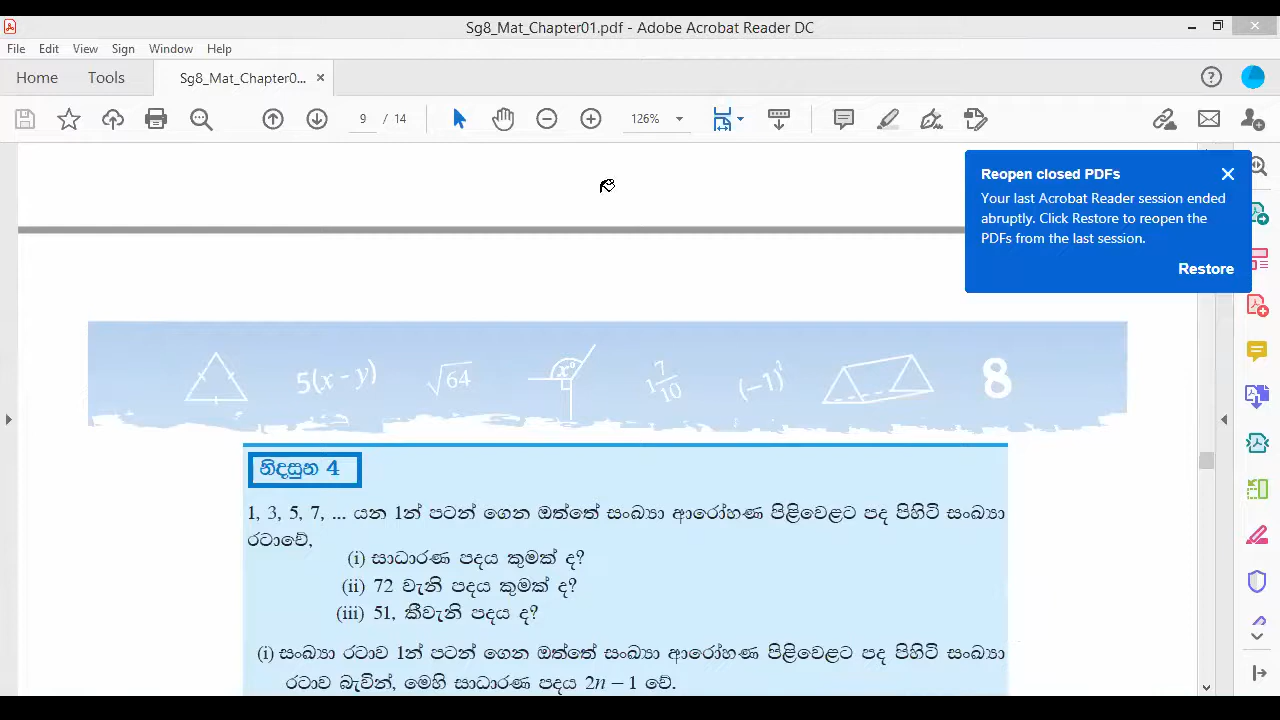 Sg8_Mat_Chapter01.pdf - Adobe Acrobat Reader DC
File Edit View Sign Window Help
Home Tools Sg8_Mat_Chapter0... ×
9 / 14 126%
Reopen closed PDFs
Your last Acrobat Reader session ended
abruptly. Click Restore to reopen the
PDFs from the last session.
Restore
5(x – y) √64 x° 1 7/10 (–1)² 8
නිදසුන 4
1, 3, 5, 7, ... යන 1න් පටන් ගෙන ඔත්තේ සංඛ්‍යා ආරෝහණ පිළිවෙළට පද පිහිටි සංඛ්‍යා
රටාවේ,
(i) සාධාරණ පදය කුමක් ද?
(ii) 72 වැනි පදය කුමක් ද?
(iii) 51, කීවැනි පදය ද?
(i) සංඛ්‍යා රටාව 1න් පටන් ගෙන ඔත්තේ සංඛ්‍යා ආරෝහණ පිළිවෙළට පද පිහිටි සංඛ්‍යා
රටාව බැවින්, මෙහි සාධාරණ පදය 2n – 1 වේ.